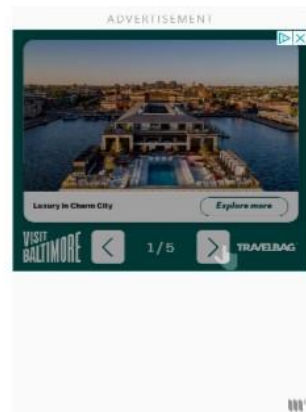 ADVERTISEMENT
Luxury in Charm City
Explore more
VISIT
BALTIMORE
1/5
TRAVELBAG